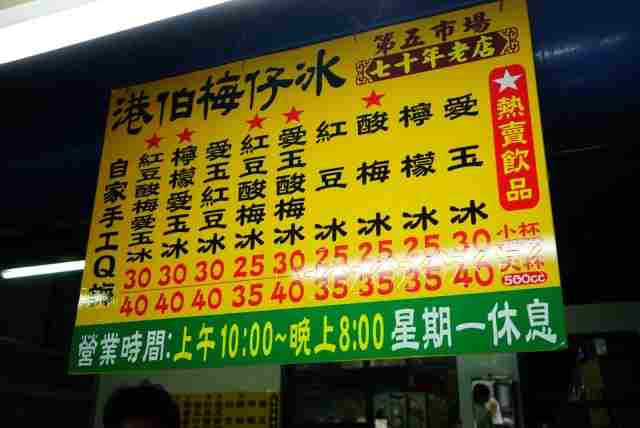 港伯梅仔冰
第五市場
七十年老店
★熱賣飲品
愛玉冰
檸檬冰
酸梅冰
紅豆冰
愛玉酸梅冰
紅豆酸梅冰
愛玉紅豆冰
檸檬愛玉冰
紅豆酸梅愛玉冰
自家手工Q
30 30 30 25 30 25 25 25 30 小杯
40 40 40 35 40 35 35 35 40 大杯
500cc
營業時間:上午10:00~晚上8:00 星期一休息